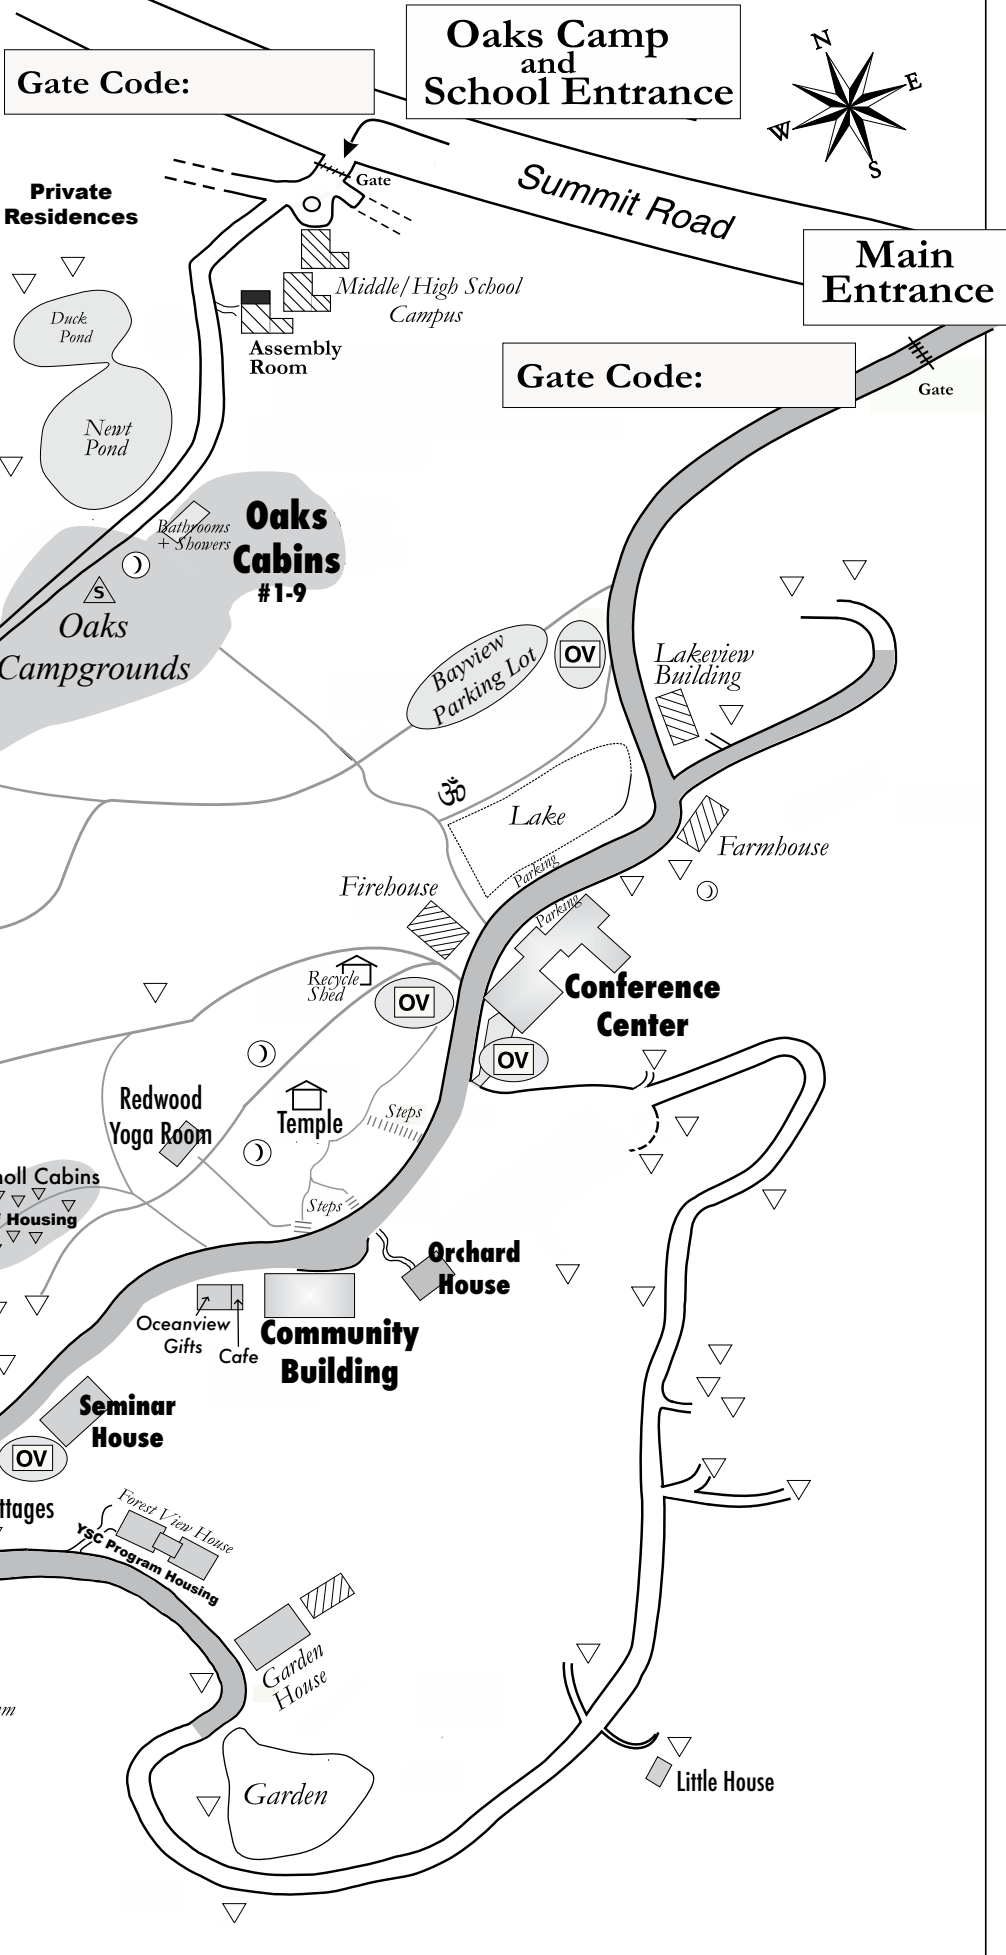 Oaks Camp
and
School Entrance
Gate Code:
N
E
W
S
Gate
Private
Residences
Summit Road
Main
Entrance
Middle/High School
Campus
Duck
Pond
Assembly
Room
Gate Code:
Gate
Newt
Pond
Oaks
Cabins
#1-9
Bathrooms
+ Showers
S
Oaks
Campgrounds
Bayview
Parking Lot
OV
Lakeview
Building
ॐ
Lake
Parking
Farmhouse
Firehouse
Parking
Recycle
Shed
OV
Conference
Center
OV
Redwood
Yoga Room
Temple
Steps
noll Cabins
Housing
Steps
Orchard
House
Oceanview
Gifts
Cafe
Community
Building
Seminar
House
OV
ttages
Forest View House
YSC Program Housing
Garden
House
m
Garden
Little House